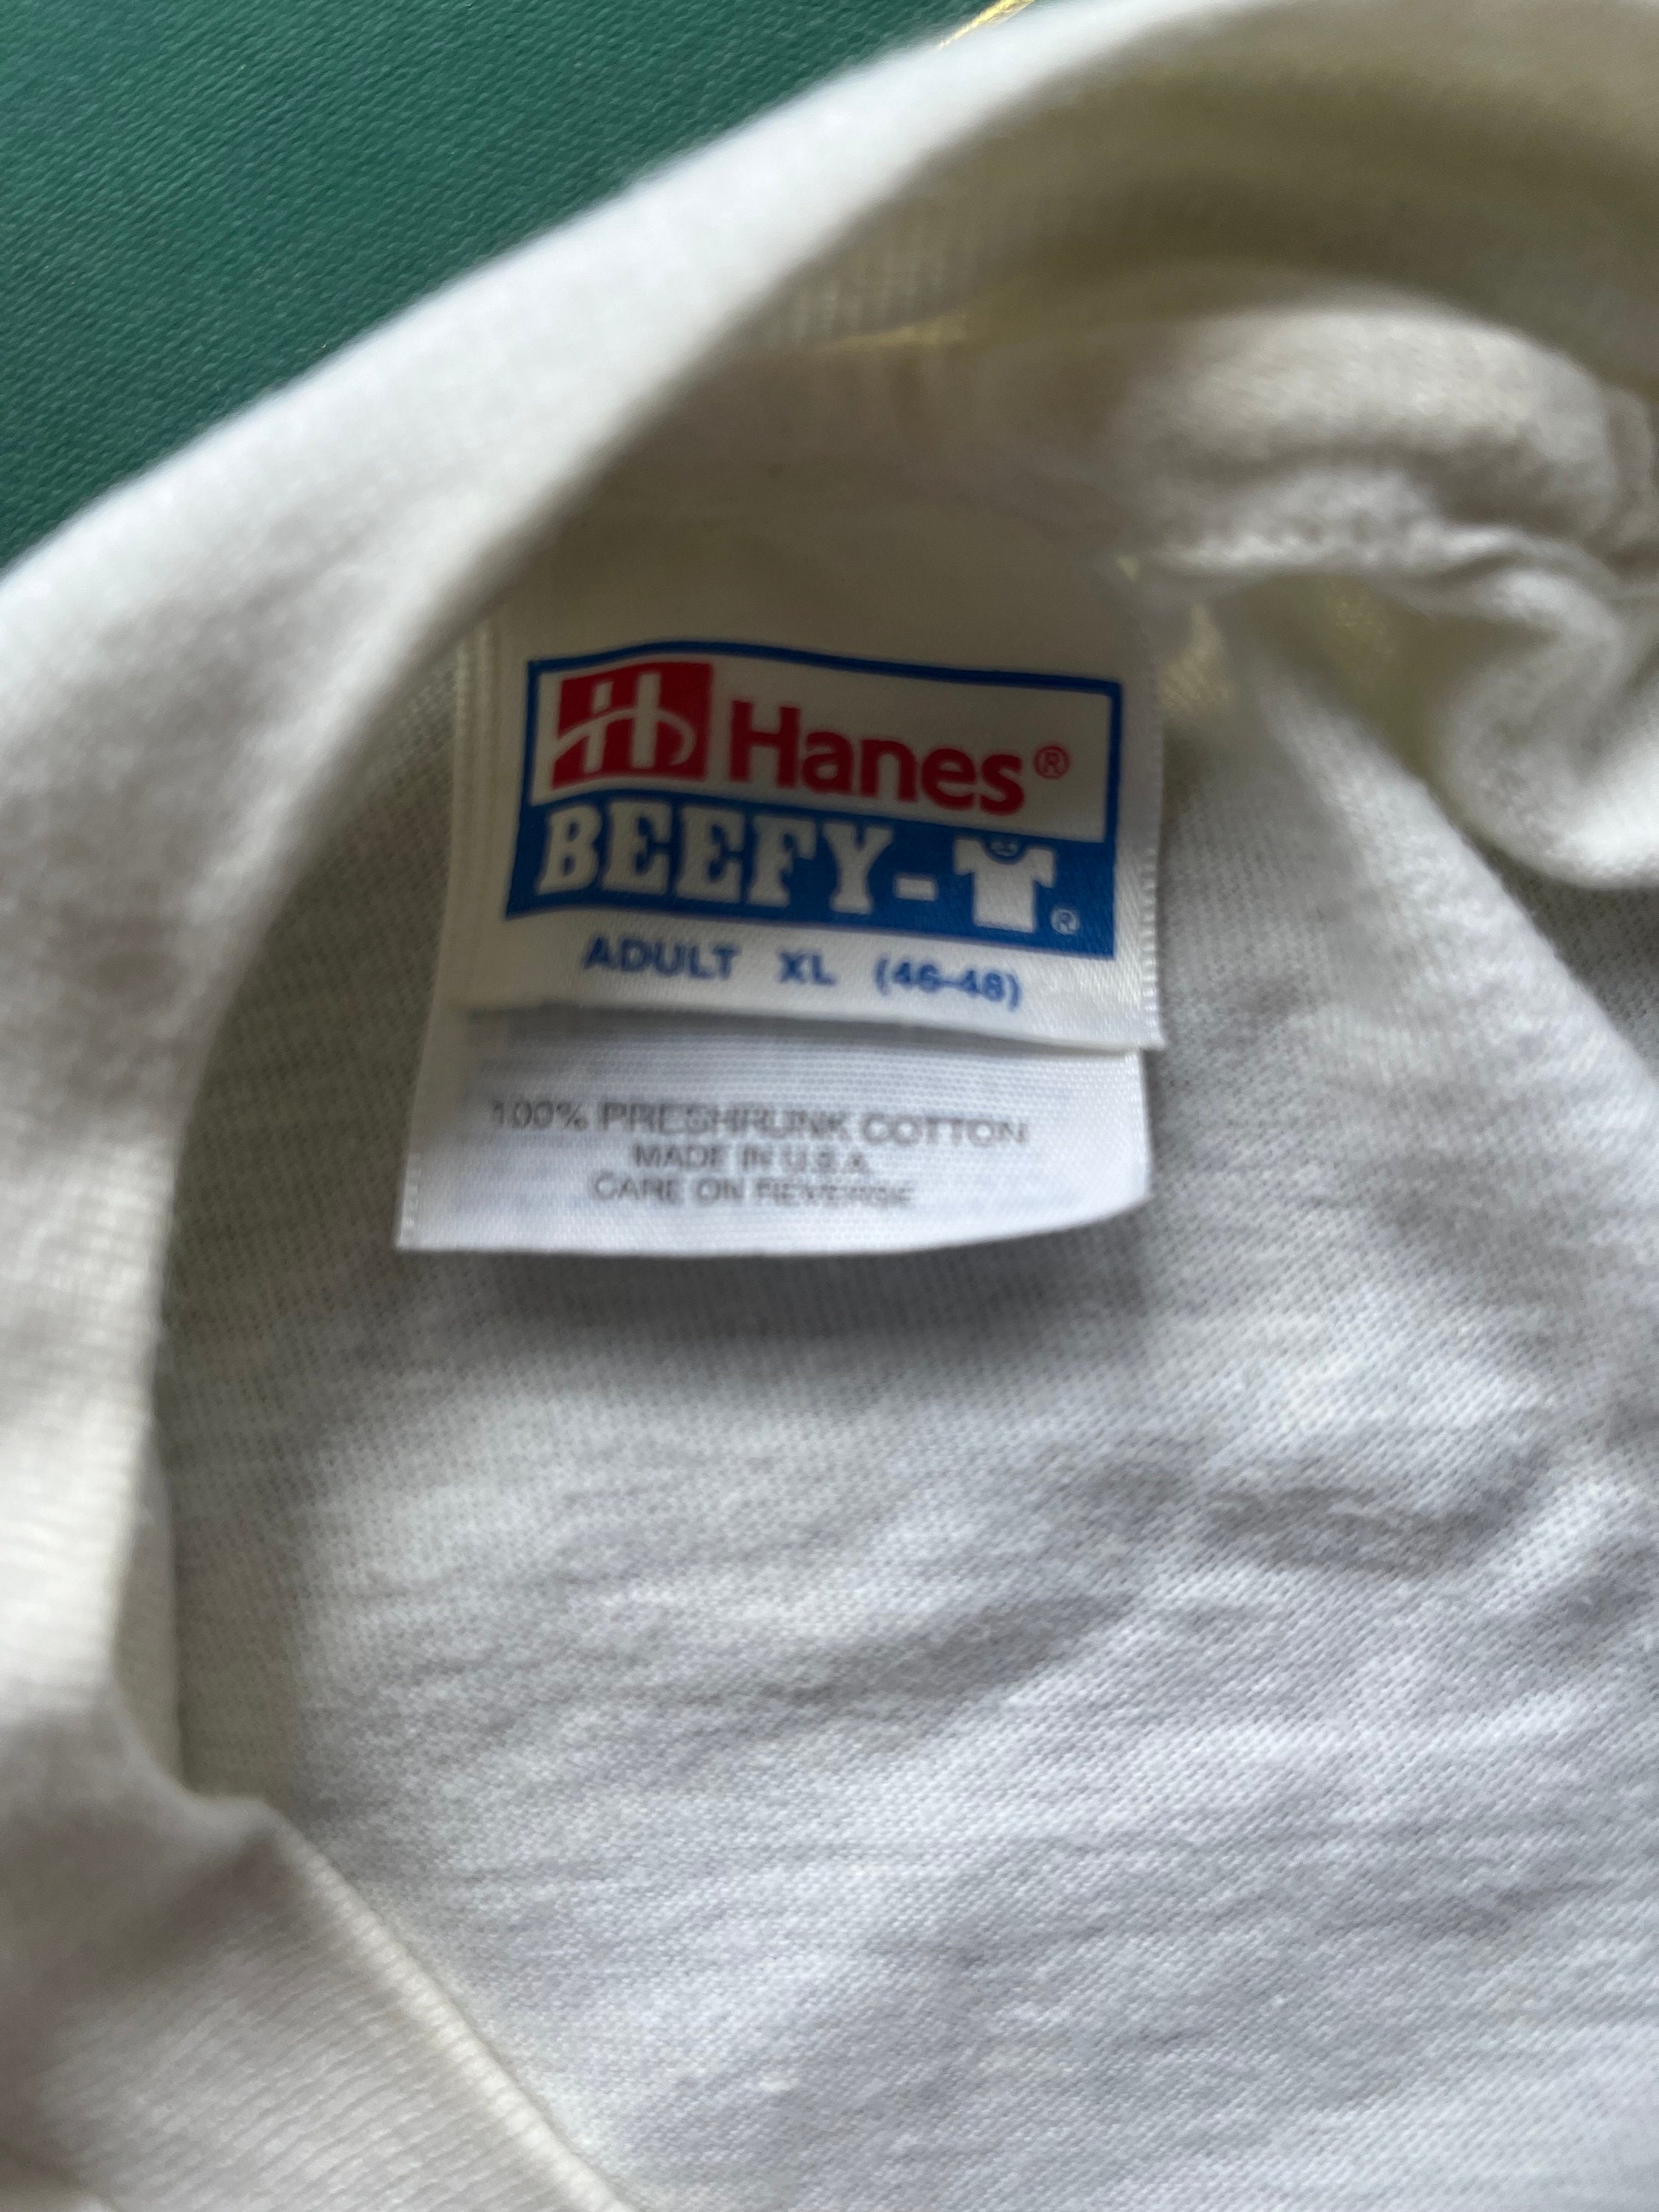 Hanes®
BEEFY-T®
ADULT XL (46-48)
100% PRESHRUNK COTTON
MADE IN U.S.A.
CARE ON REVERSE